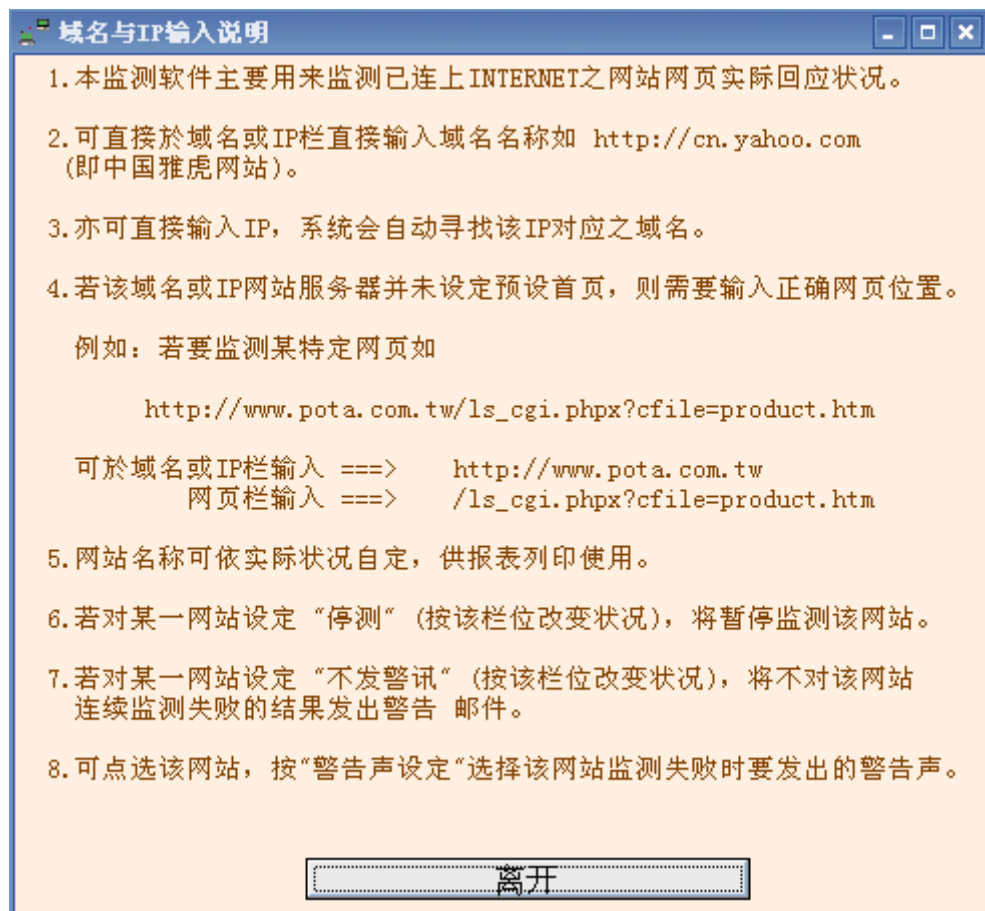 域名与IP输入说明
1.本监测软件主要用来监测已连上INTERNET之网站网页实际回应状况。
2.可直接於域名或IP栏直接输入域名名称如 http://cn.yahoo.com
(即中国雅虎网站)。
3.亦可直接输入IP，系统会自动寻找该IP对应之域名。
4.若该域名或IP网站服务器并未设定预设首页，则需要输入正确网页位置。
例如：若要监测某特定网页如
http://www.pota.com.tw/ls_cgi.phpx?cfile=product.htm
可於域名或IP栏输入 ===> http://www.pota.com.tw
网页栏输入 ===> /ls_cgi.phpx?cfile=product.htm
5.网站名称可依实际状况自定，供报表列印使用。
6.若对某一网站设定 "停测" (按该栏位改变状况)，将暂停监测该网站。
7.若对某一网站设定 "不发警讯" (按该栏位改变状况)，将不对该网站
连续监测失败的结果发出警告 邮件。
8.可点选该网站，按"警告声设定"选择该网站监测失败时要发出的警告声。
离开